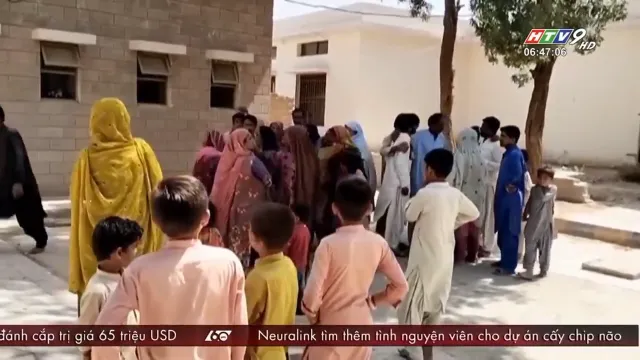 HTV9 HD
06:47:06
đánh cắp trị giá 65 triệu USD 60 Neuralink tìm thêm tình nguyện viên cho dự án cấy chip não